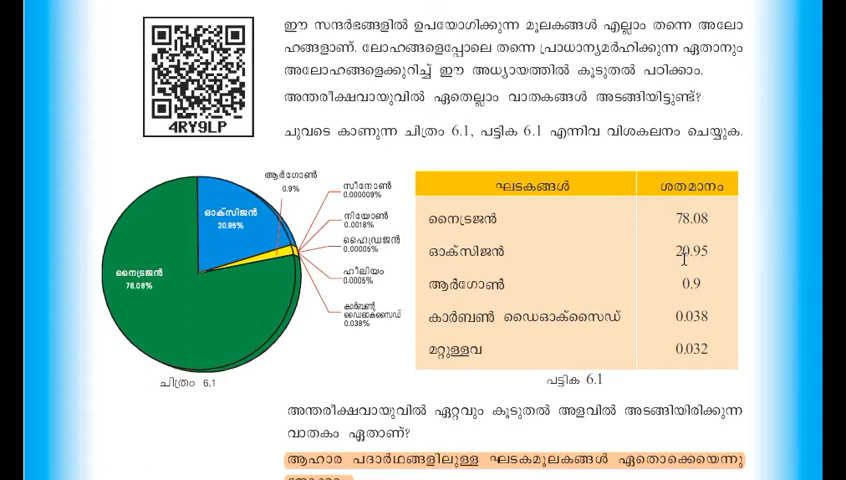 ഈ സന്ദർഭങ്ങളിൽ ഉപയോഗിക്കുന്ന മൂലകങ്ങൾ എല്ലാം തന്നെ അലോ
ഹങ്ങളാണ്. ലോഹങ്ങളെപ്പോലെ തന്നെ പ്രാധാന്യമർഹിക്കുന്ന ഏതാനും
അലോഹങ്ങളെക്കുറിച്ച് ഈ അധ്യായത്തിൽ കൂടുതൽ പഠിക്കാം.
അന്തരീക്ഷവായുവിൽ ഏതെല്ലാം വാതകങ്ങൾ അടങ്ങിയിട്ടുണ്ട്?
4RY9LP
ചുവടെ കാണുന്ന ചിത്രം 6.1, പട്ടിക 6.1 എന്നിവ വിശകലനം ചെയ്യുക.
ആർഗോൺ
0.9%
ഓക്സിജൻ
20.96%
നൈട്രജൻ
78.08%
സീനോൺ
0.000009%
നിയോൺ
0.0018%
ഹൈഡ്രജൻ
0.00005%
ഹീലിയം
0.0005%
കാർബൺ
ഡൈഓക്സൈഡ്
0.038%
ചിത്രം 6.1
ഘടകങ്ങൾ ശതമാനം
നൈട്രജൻ 78.08
ഓക്സിജൻ 20.95
ആർഗോൺ 0.9
കാർബൺ ഡൈഓക്സൈഡ് 0.038
മറ്റുള്ളവ 0.032
പട്ടിക 6.1
അന്തരീക്ഷവായുവിൽ ഏറ്റവും കൂടുതൽ അളവിൽ അടങ്ങിയിരിക്കുന്ന
വാതകം ഏതാണ്?
ആഹാര പദാർഥങ്ങളിലുള്ള ഘടകമൂലകങ്ങൾ ഏതൊക്കെയെന്നു